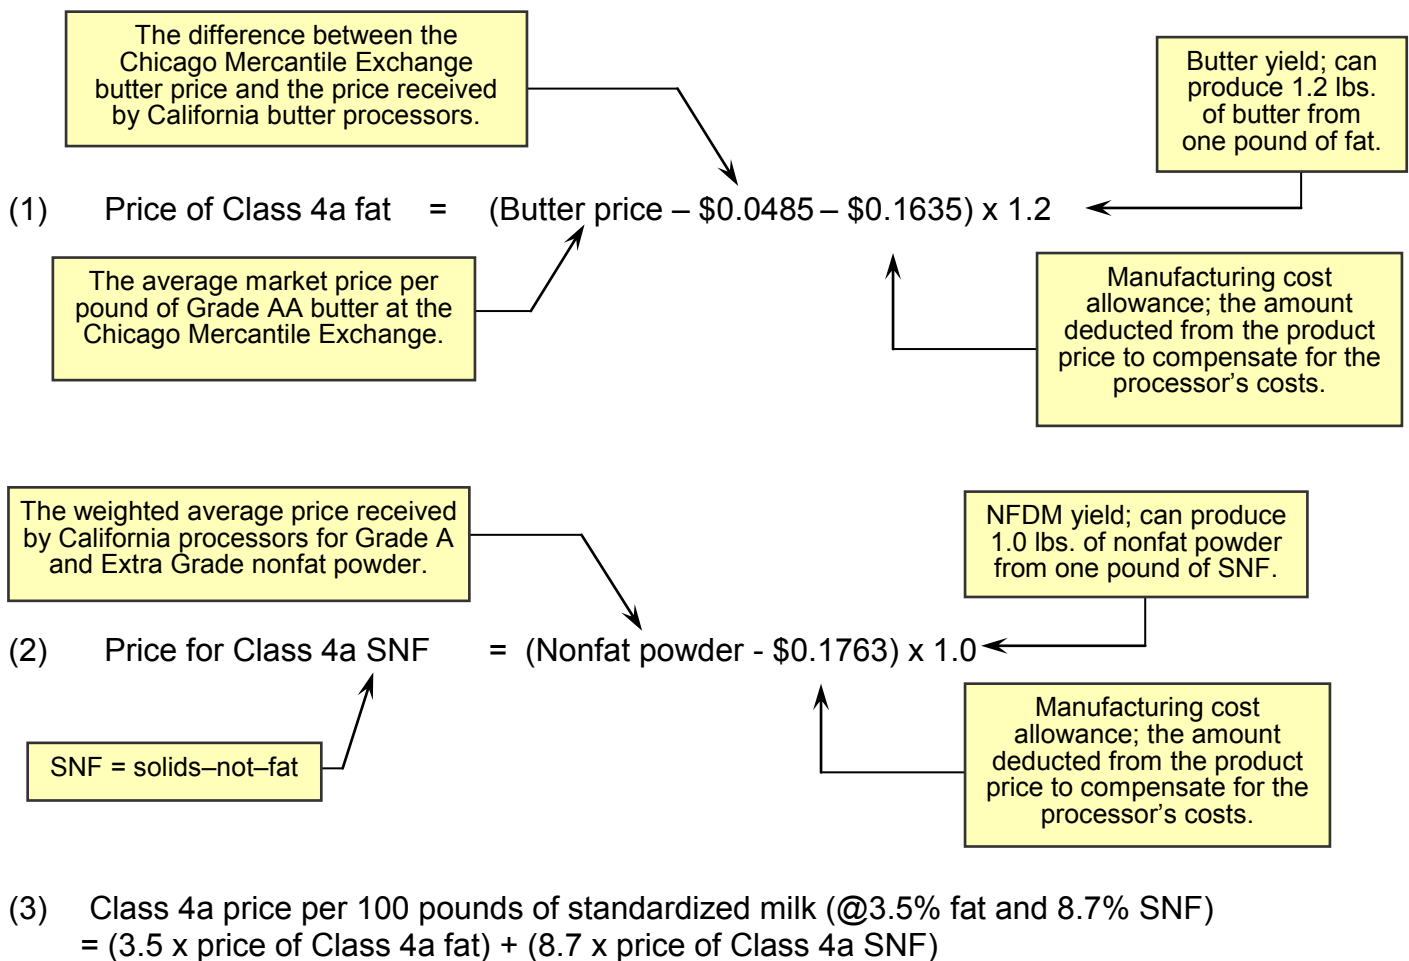 The difference between the
Chicago Mercantile Exchange
butter price and the price received
by California butter processors.
Butter yield; can
produce 1.2 lbs.
of butter from
one pound of fat.
(1) Price of Class 4a fat = (Butter price – $0.0485 – $0.1635) x 1.2
The average market price per
pound of Grade AA butter at the
Chicago Mercantile Exchange.
Manufacturing cost
allowance; the amount
deducted from the product
price to compensate for the
processor’s costs.
The weighted average price received
by California processors for Grade A
and Extra Grade nonfat powder.
NFDM yield; can produce
1.0 lbs. of nonfat powder
from one pound of SNF.
(2) Price for Class 4a SNF = (Nonfat powder - $0.1763) x 1.0
SNF = solids–not–fat
Manufacturing cost
allowance; the amount
deducted from the product
price to compensate for the
processor’s costs.
(3) Class 4a price per 100 pounds of standardized milk (@3.5% fat and 8.7% SNF)
= (3.5 x price of Class 4a fat) + (8.7 x price of Class 4a SNF)